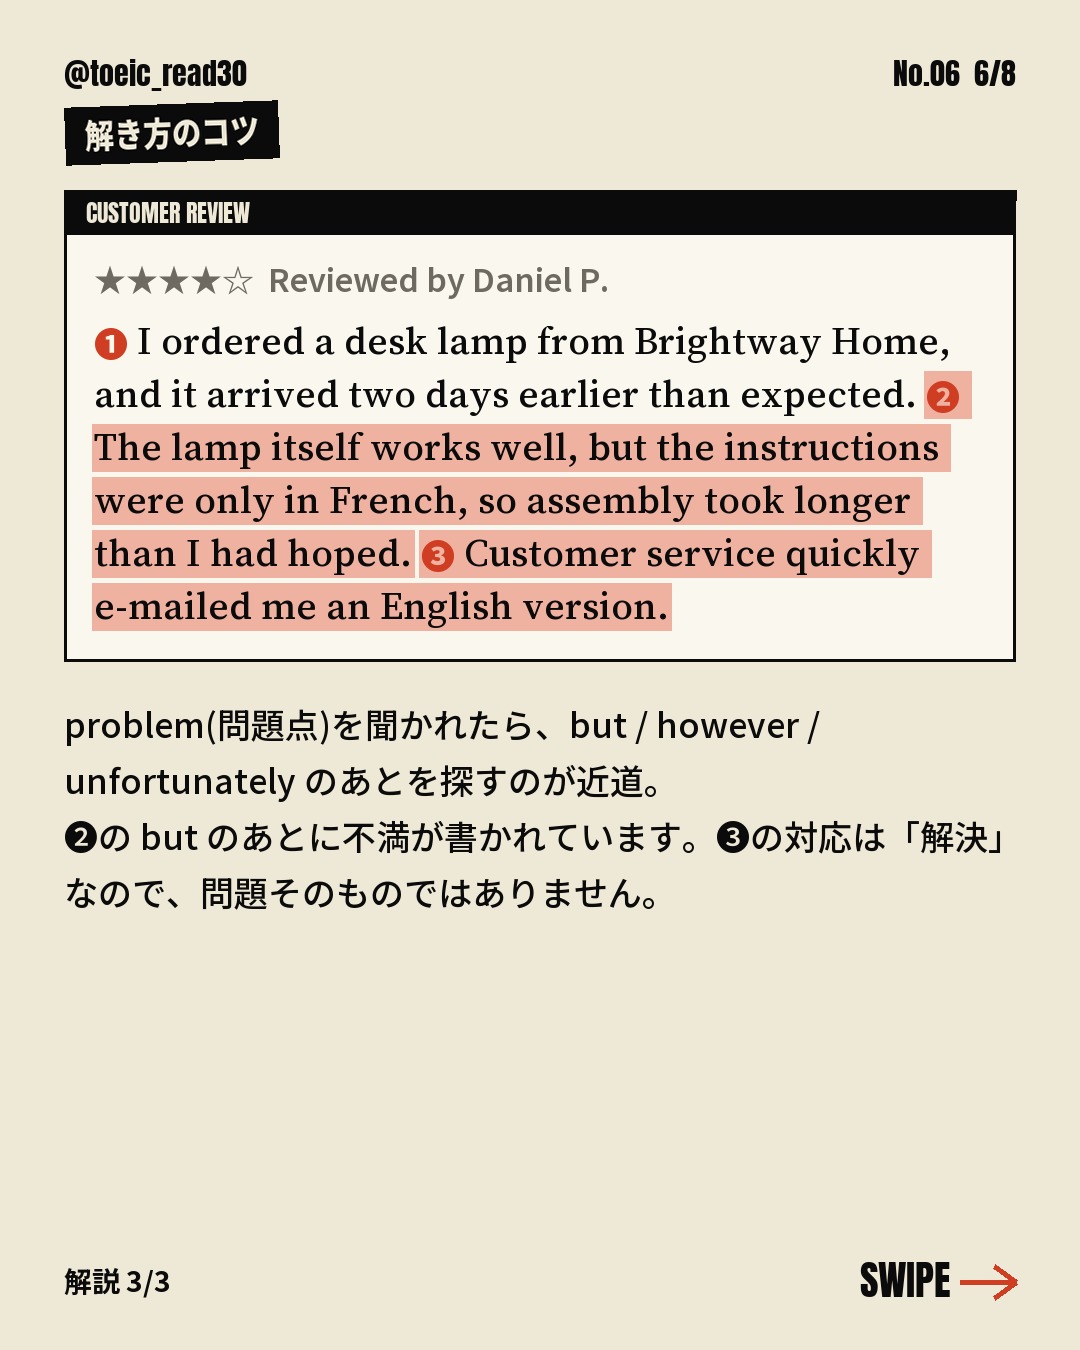 @toeic_read30
No.06 6/8
解き方のコツ
CUSTOMER REVIEW
★★★★☆ Reviewed by Daniel P.
❶ I ordered a desk lamp from Brightway Home,
and it arrived two days earlier than expected. ❷
The lamp itself works well, but the instructions
were only in French, so assembly took longer
than I had hoped. ❸ Customer service quickly
e-mailed me an English version.
problem(問題点)を聞かれたら、but / however /
unfortunately のあとを探すのが近道。
❷の but のあとに不満が書かれています。❸の対応は「解決」
なので、問題そのものではありません。
解説 3/3
SWIPE